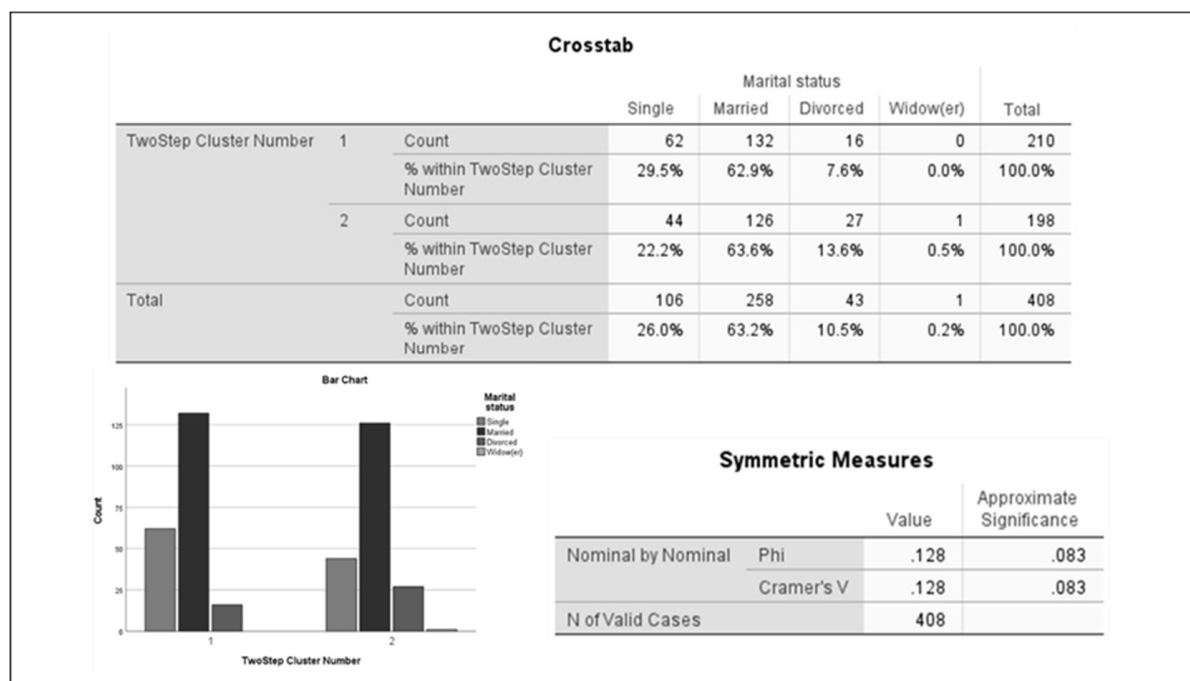 Crosstab
Marital status
Single Married Divorced Widow(er) Total
TwoStep Cluster Number 1 Count 62 132 16 0 210
% within TwoStep Cluster
Number 29.5% 62.9% 7.6% 0.0% 100.0%
2 Count 44 126 27 1 198
% within TwoStep Cluster
Number 22.2% 63.6% 13.6% 0.5% 100.0%
Total Count 106 258 43 1 408
% within TwoStep Cluster
Number 26.0% 63.2% 10.5% 0.2% 100.0%
Bar Chart
Marital
status
Single
Married
Divorced
Widow(er)
125
100
75
50
25
0
Count
1 2
TwoStep Cluster Number
Symmetric Measures
Value Approximate
Significance
Nominal by Nominal Phi .128 .083
Cramer's V .128 .083
N of Valid Cases 408